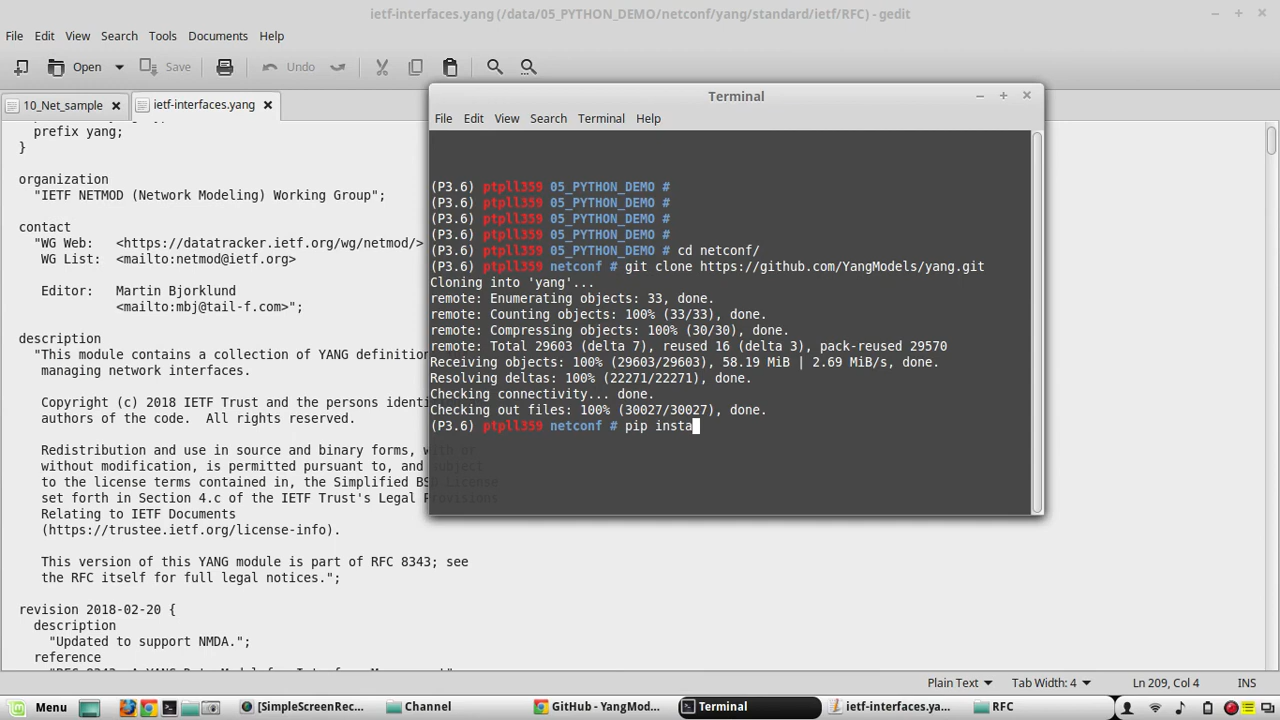 ietf-interfaces.yang (/data/05_PYTHON_DEMO/netconf/yang/standard/ietf/RFC) - gedit
File Edit View Search Tools Documents Help
Open Save Undo
10_Net_sample ietf-interfaces.yang
prefix yang;
}
organization
"IETF NETMOD (Network Modeling) Working Group";
contact
"WG Web: <https://datatracker.ietf.org/wg/netmod/>
WG List: <mailto:netmod@ietf.org>
Editor: Martin Bjorklund
<mailto:mbj@tail-f.com>";
description
"This module contains a collection of YANG definition
managing network interfaces.
Copyright (c) 2018 IETF Trust and the persons identi
authors of the code. All rights reserved.
Redistribution and use in source and binary forms, with or
without modification, is permitted pursuant to, and subject
to the license terms contained in, the Simplified BSD License
set forth in Section 4.c of the IETF Trust's Legal Provisions
Relating to IETF Documents
(https://trustee.ietf.org/license-info).
This version of this YANG module is part of RFC 8343; see
the RFC itself for full legal notices.";
revision 2018-02-20 {
description
"Updated to support NMDA.";
reference
"RFC 8343: A YANG Data Model for Interface Management";
Terminal
File Edit View Search Terminal Help
(P3.6) ptpll359 05_PYTHON_DEMO #
(P3.6) ptpll359 05_PYTHON_DEMO #
(P3.6) ptpll359 05_PYTHON_DEMO #
(P3.6) ptpll359 05_PYTHON_DEMO #
(P3.6) ptpll359 05_PYTHON_DEMO # cd netconf/
(P3.6) ptpll359 netconf # git clone https://github.com/YangModels/yang.git
Cloning into 'yang'...
remote: Enumerating objects: 33, done.
remote: Counting objects: 100% (33/33), done.
remote: Compressing objects: 100% (30/30), done.
remote: Total 29603 (delta 7), reused 16 (delta 3), pack-reused 29570
Receiving objects: 100% (29603/29603), 58.19 MiB | 2.69 MiB/s, done.
Resolving deltas: 100% (22271/22271), done.
Checking connectivity... done.
Checking out files: 100% (30027/30027), done.
(P3.6) ptpll359 netconf # pip insta
Plain Text Tab Width: 4 Ln 209, Col 4 INS
Menu [SimpleScreenRec... Channel GitHub - YangMod... Terminal ietf-interfaces.ya... RFC